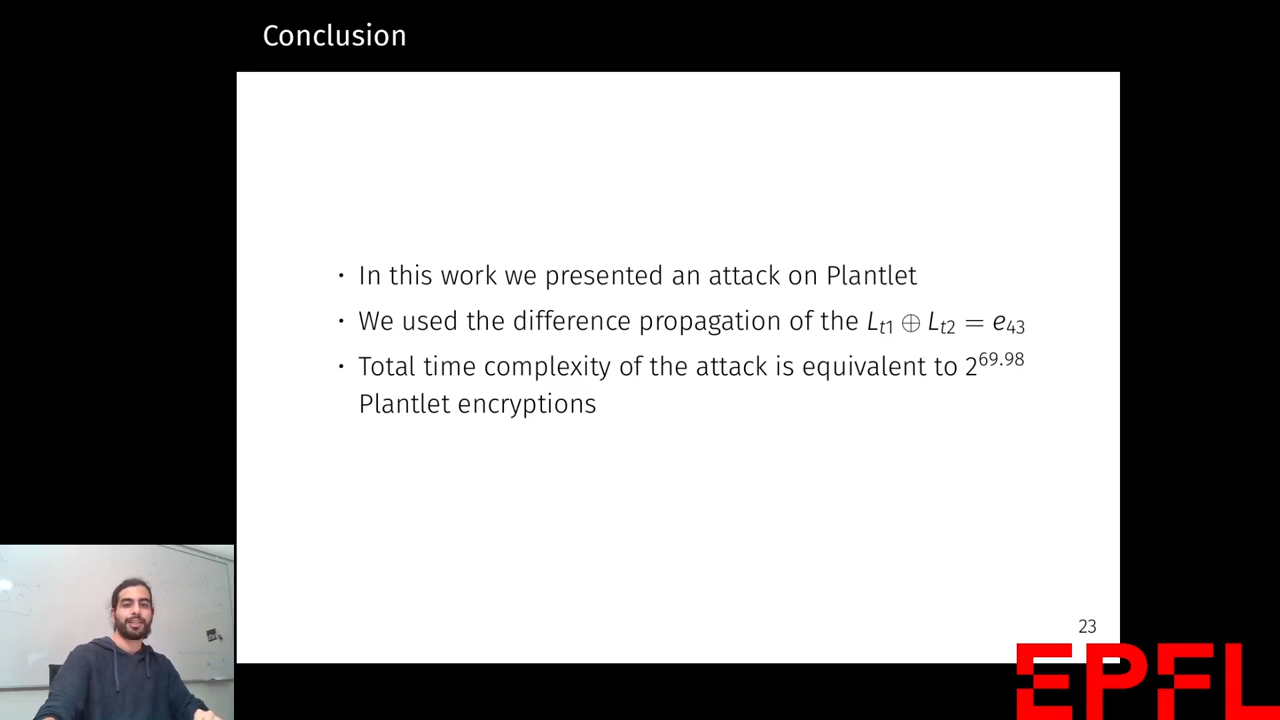 Conclusion
• In this work we presented an attack on Plantlet
• We used the difference propagation of the L_{t1} ⊕ L_{t2} = e_{43}
• Total time complexity of the attack is equivalent to 2^{69.98}
Plantlet encryptions
23
EPFL